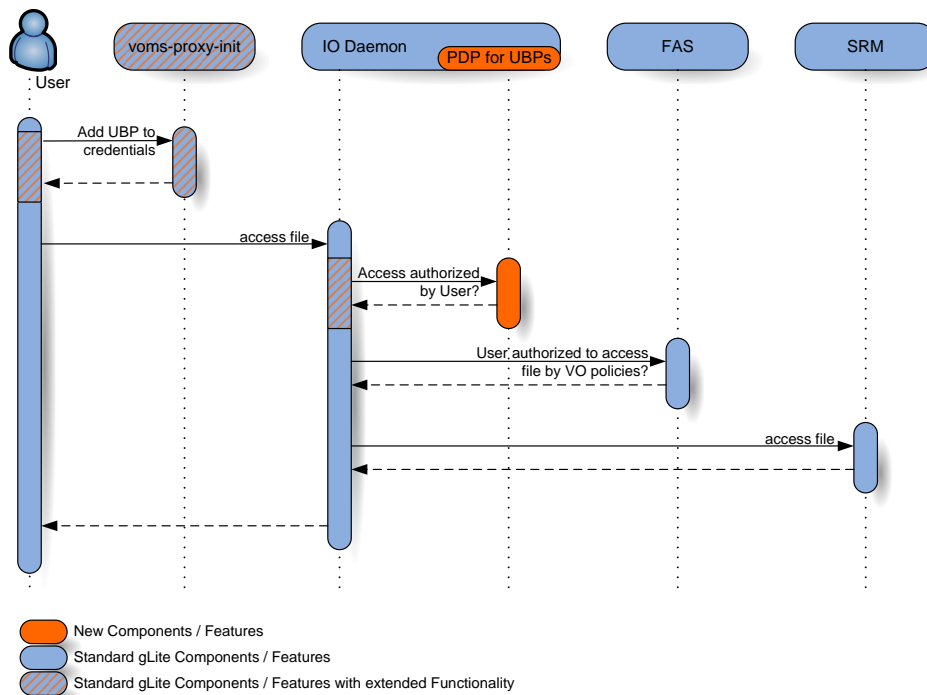 User
voms-proxy-init
IO Daemon
PDP for UBPs
FAS
SRM
Add UBP to
credentials
access file
Access authorized
by User?
User authorized to access
file by VO policies?
access file
New Components / Features
Standard gLite Components / Features
Standard gLite Components / Features with extended Functionality